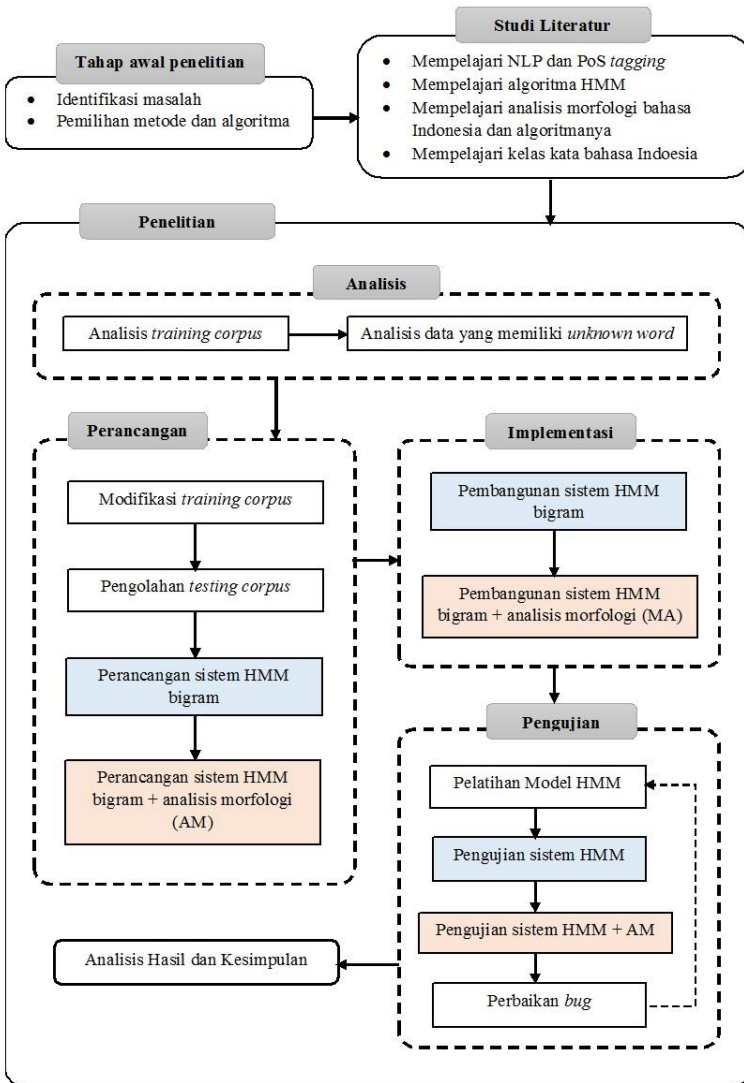 Tahap awal penelitian
• Identifikasi masalah
• Pemilihan metode dan algoritma
Studi Literatur
• Mempelajari NLP dan PoS tagging
• Mempelajari algoritma HMM
• Mempelajari analisis morfologi bahasa
Indonesia dan algoritmanya
• Mempelajari kelas kata bahasa Indoesia
Penelitian
Analisis
Analisis training corpus
Analisis data yang memiliki unknown word
Perancangan
Modifikasi training corpus
Pengolahan testing corpus
Perancangan sistem HMM
bigram
Perancangan sistem HMM
bigram + analisis morfologi
(AM)
Implementasi
Pembangunan sistem HMM
bigram
Pembangunan sistem HMM
bigram + analisis morfologi (MA)
Pengujian
Pelatihan Model HMM
Pengujian sistem HMM
Pengujian sistem HMM + AM
Perbaikan bug
Analisis Hasil dan Kesimpulan